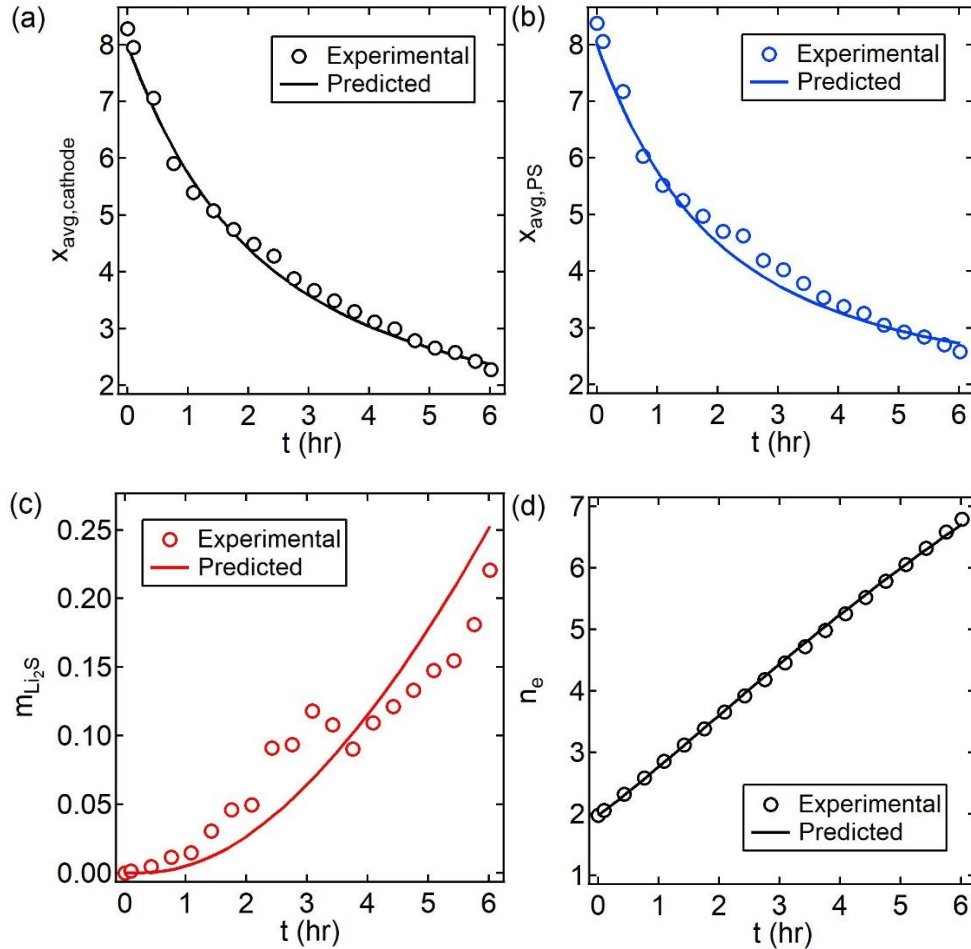 (a)
8
7
6
5
4
3
2
x_avg,cathode
Experimental
Predicted
0 1 2 3 4 5 6
t (hr)
(b)
8
7
6
5
4
3
2
x_avg,PS
Experimental
Predicted
0 1 2 3 4 5 6
t (hr)
(c)
0.25
0.20
0.15
0.10
0.05
0.00
m_Li₂S
Experimental
Predicted
0 1 2 3 4 5 6
t (hr)
(d)
7
6
5
4
3
2
1
n_e
Experimental
Predicted
0 1 2 3 4 5 6
t (hr)